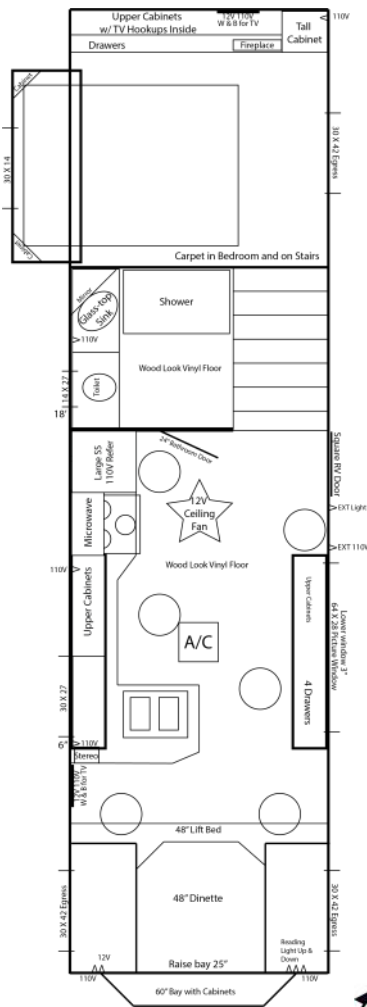 Upper Cabinets
w/ TV Hookups Inside
12V 110V
W & B for TV
Tall
Cabinet
110V
Drawers
Fireplace
Cabinet
30 X 14
30 X 42 Egress
Cabinet
Carpet in Bedroom and on Stairs
Mirror
Glass-top
Sink
Shower
110V
Toilet
Wood Look Vinyl Floor
14 X 27
18'
Large SS
110V Refer
24" Bathroom Door
Square RV Door
12V
Ceiling
Fan
EXT Light
Microwave
EXT 110V
110V
Wood Look Vinyl Floor
Upper Cabinets
Upper Cabinets
Lower window 3"
64 X 28 Picture Window
A/C
4 Drawers
30 X 27
6"
110V
Stereo
12V 110V
W & B for TV
48" Lift Bed
30 X 42 Egress
48" Dinette
30 X 42 Egress
Reading
Light Up &
Down
12V
110V
Raise bay 25"
110V
60" Bay with Cabinets